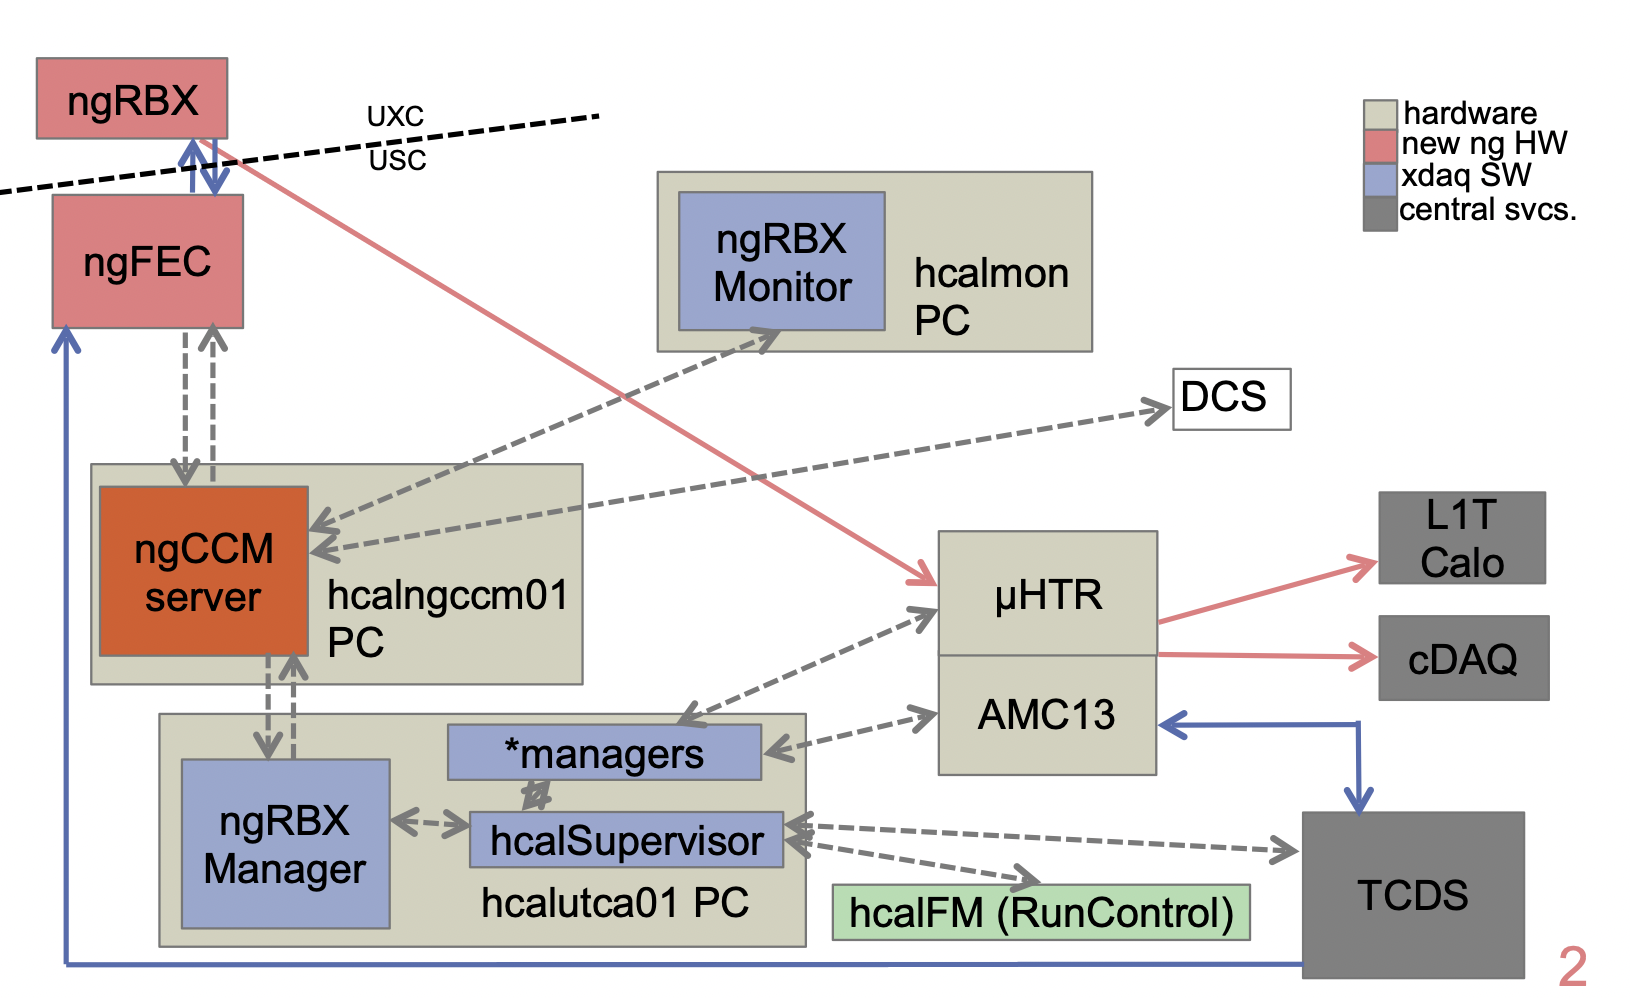 ngRBX
UXC
USC
hardware
new ng HW
xdaq SW
central svcs.
ngFEC
ngRBX
Monitor
hcalmon
PC
DCS
ngCCM
server
hcalngccm01
PC
µHTR
AMC13
L1T
Calo
cDAQ
*managers
ngRBX
Manager
hcalSupervisor
hcalutca01 PC
hcalFM (RunControl)
TCDS
2